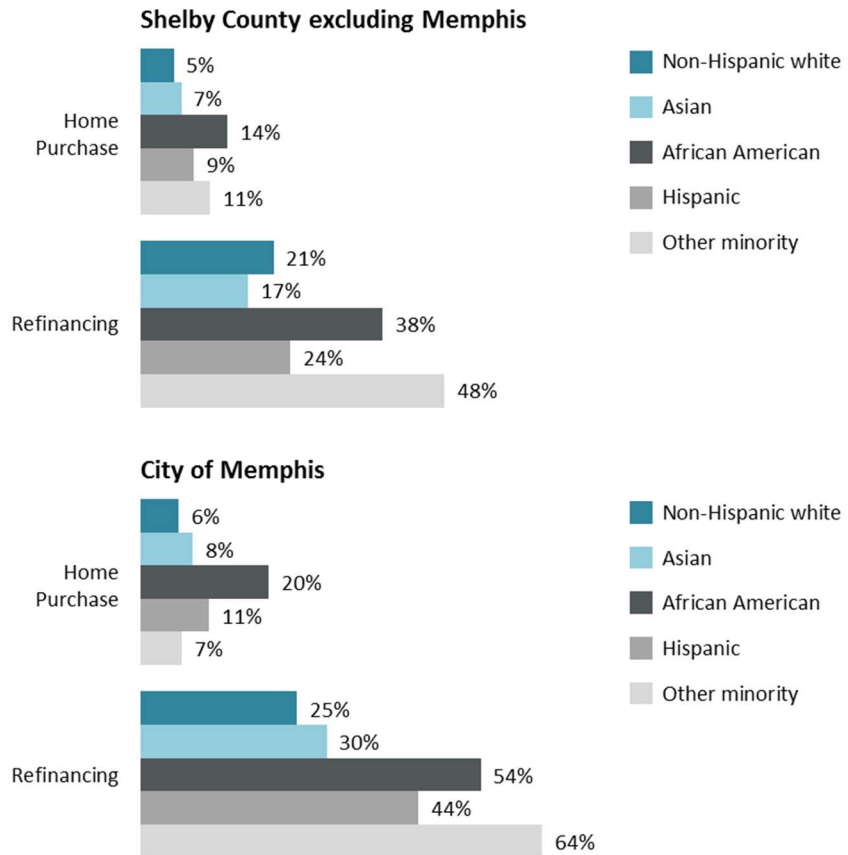 Shelby County excluding Memphis
Home
Purchase
5%
7%
14%
9%
11%
Refinancing
21%
17%
38%
24%
48%
Non-Hispanic white
Asian
African American
Hispanic
Other minority
City of Memphis
Home
Purchase
6%
8%
20%
11%
7%
Refinancing
25%
30%
54%
44%
64%
Non-Hispanic white
Asian
African American
Hispanic
Other minority